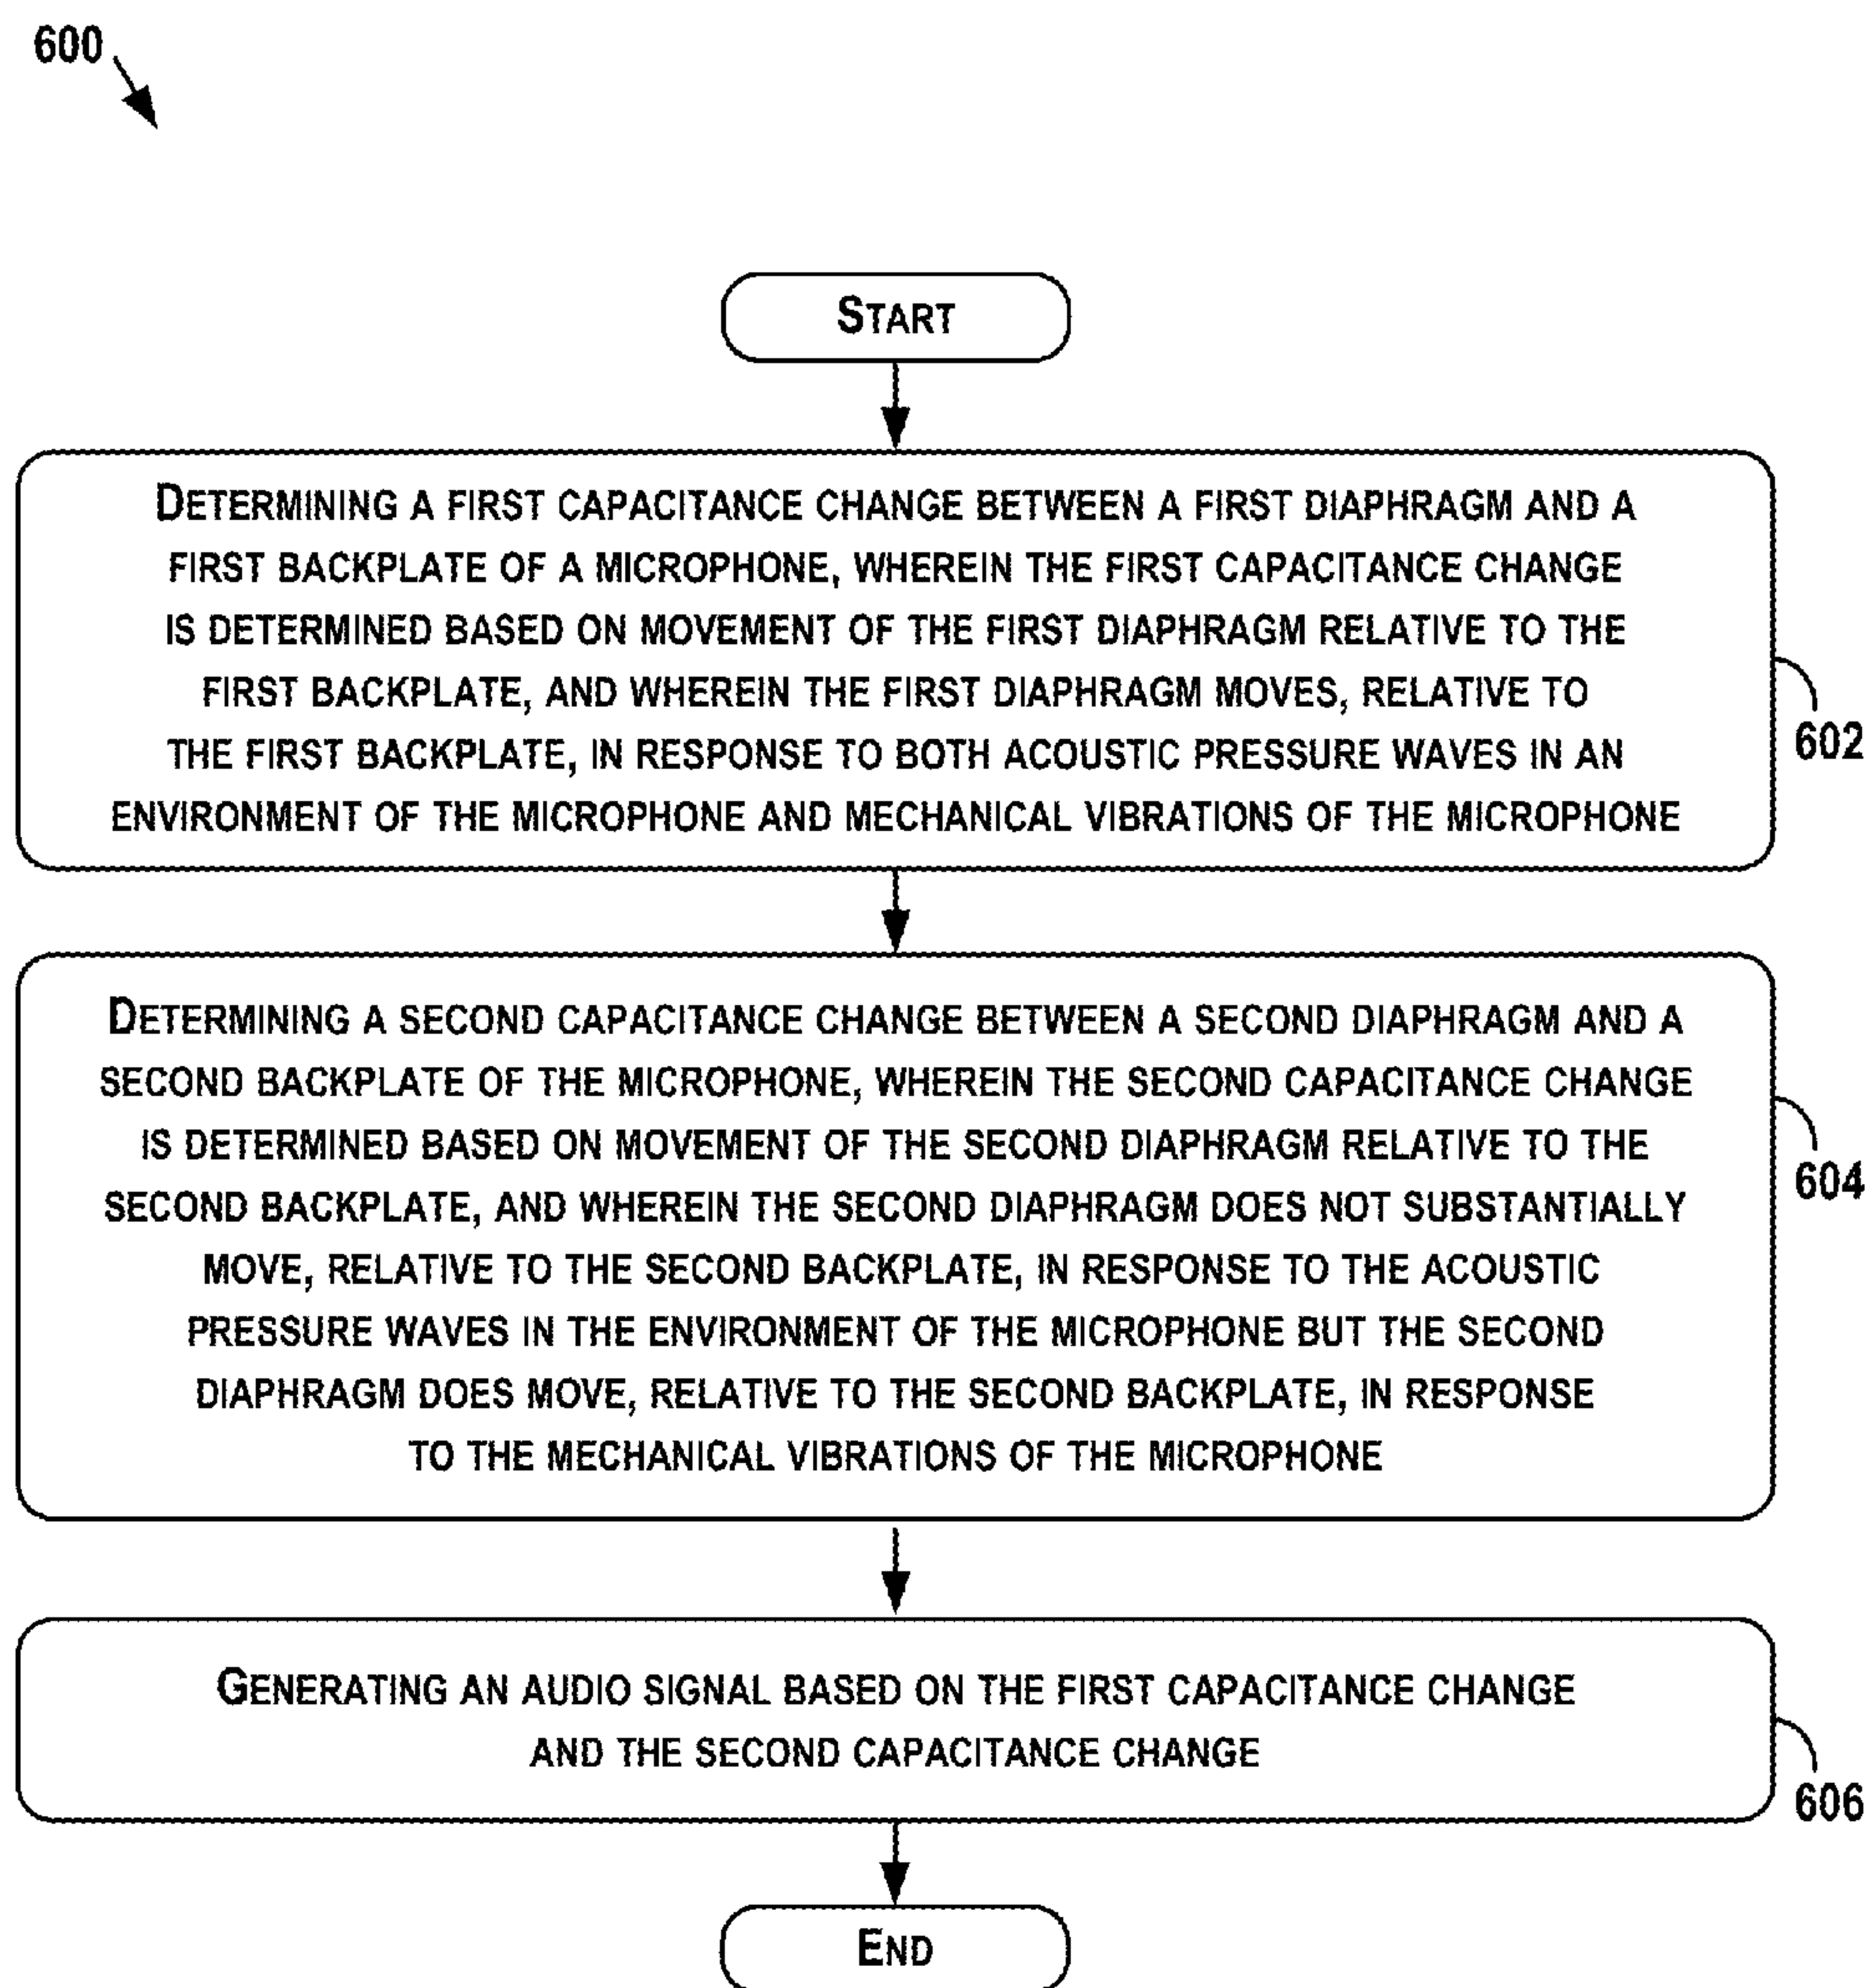 600
START
DETERMINING A FIRST CAPACITANCE CHANGE BETWEEN A FIRST DIAPHRAGM AND A
FIRST BACKPLATE OF A MICROPHONE, WHEREIN THE FIRST CAPACITANCE CHANGE
IS DETERMINED BASED ON MOVEMENT OF THE FIRST DIAPHRAGM RELATIVE TO THE
FIRST BACKPLATE, AND WHEREIN THE FIRST DIAPHRAGM MOVES, RELATIVE TO
THE FIRST BACKPLATE, IN RESPONSE TO BOTH ACOUSTIC PRESSURE WAVES IN AN
ENVIRONMENT OF THE MICROPHONE AND MECHANICAL VIBRATIONS OF THE MICROPHONE
602
DETERMINING A SECOND CAPACITANCE CHANGE BETWEEN A SECOND DIAPHRAGM AND A
SECOND BACKPLATE OF THE MICROPHONE, WHEREIN THE SECOND CAPACITANCE CHANGE
IS DETERMINED BASED ON MOVEMENT OF THE SECOND DIAPHRAGM RELATIVE TO THE
SECOND BACKPLATE, AND WHEREIN THE SECOND DIAPHRAGM DOES NOT SUBSTANTIALLY
MOVE, RELATIVE TO THE SECOND BACKPLATE, IN RESPONSE TO THE ACOUSTIC
PRESSURE WAVES IN THE ENVIRONMENT OF THE MICROPHONE BUT THE SECOND
DIAPHRAGM DOES MOVE, RELATIVE TO THE SECOND BACKPLATE, IN RESPONSE
TO THE MECHANICAL VIBRATIONS OF THE MICROPHONE
604
GENERATING AN AUDIO SIGNAL BASED ON THE FIRST CAPACITANCE CHANGE
AND THE SECOND CAPACITANCE CHANGE
606
END